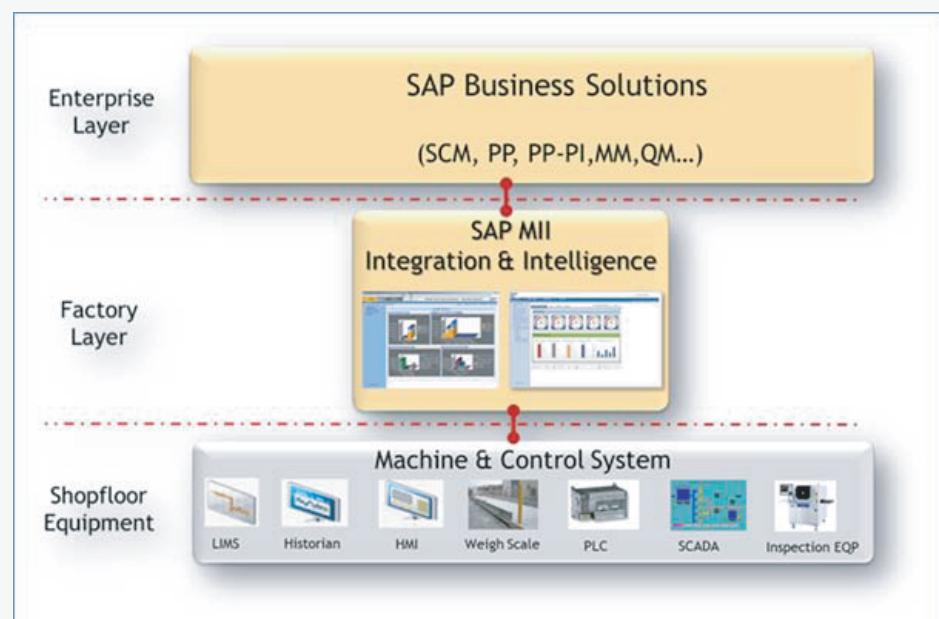 Enterprise
Layer
SAP Business Solutions
(SCM, PP, PP-PI,MM,QM...)
Factory
Layer
SAP MII
Integration & Intelligence
Shopfloor
Equipment
Machine & Control System
LIMS
Historian
HMI
Weigh Scale
PLC
SCADA
Inspection EQP